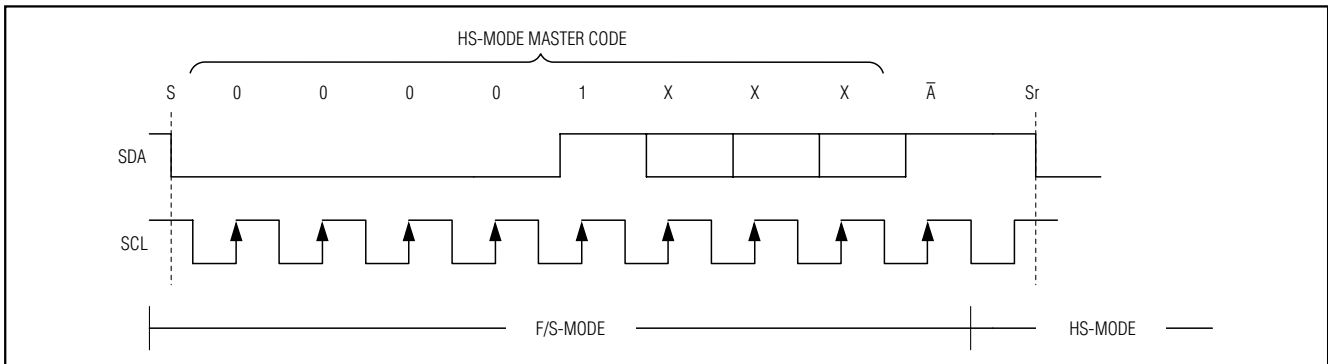 HS-MODE MASTER CODE
S 0 0 0 0 1 X X X A̅ Sr
SDA
SCL
F/S-MODE HS-MODE